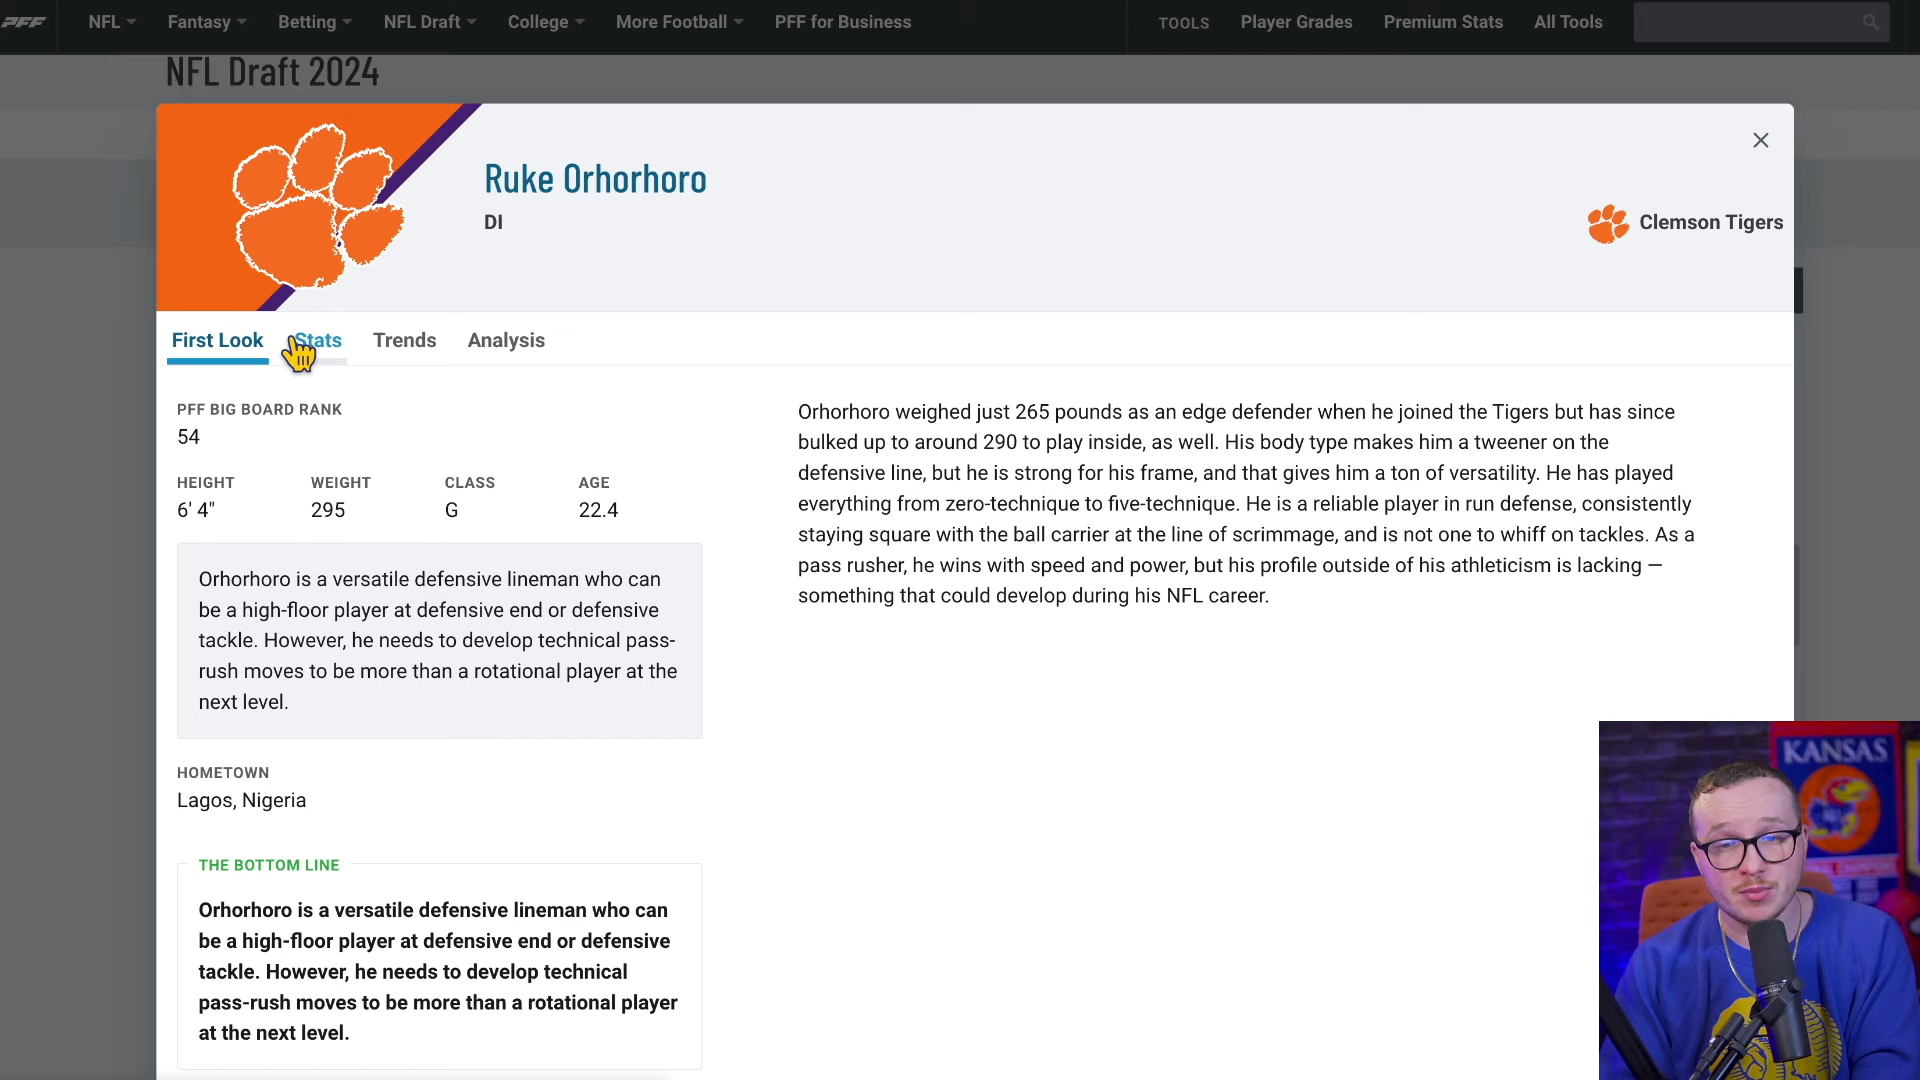 PFF
NFL
Fantasy
Betting
NFL Draft
College
More Football
PFF for Business
TOOLS
Player Grades
Premium Stats
All Tools
NFL Draft 2024
Ruke Orhorhoro
DI
Clemson Tigers
First Look
Stats
Trends
Analysis
PFF BIG BOARD RANK
54
HEIGHT
WEIGHT
CLASS
AGE
6' 4"
295
G
22.4
Orhorhoro is a versatile defensive lineman who can
be a high-floor player at defensive end or defensive
tackle. However, he needs to develop technical pass-
rush moves to be more than a rotational player at the
next level.
HOMETOWN
Lagos, Nigeria
THE BOTTOM LINE
Orhorhoro is a versatile defensive lineman who can
be a high-floor player at defensive end or defensive
tackle. However, he needs to develop technical
pass-rush moves to be more than a rotational player
at the next level.
Orhorhoro weighed just 265 pounds as an edge defender when he joined the Tigers but has since
bulked up to around 290 to play inside, as well. His body type makes him a tweener on the
defensive line, but he is strong for his frame, and that gives him a ton of versatility. He has played
everything from zero-technique to five-technique. He is a reliable player in run defense, consistently
staying square with the ball carrier at the line of scrimmage, and is not one to whiff on tackles. As a
pass rusher, he wins with speed and power, but his profile outside of his athleticism is lacking —
something that could develop during his NFL career.
KANSAS